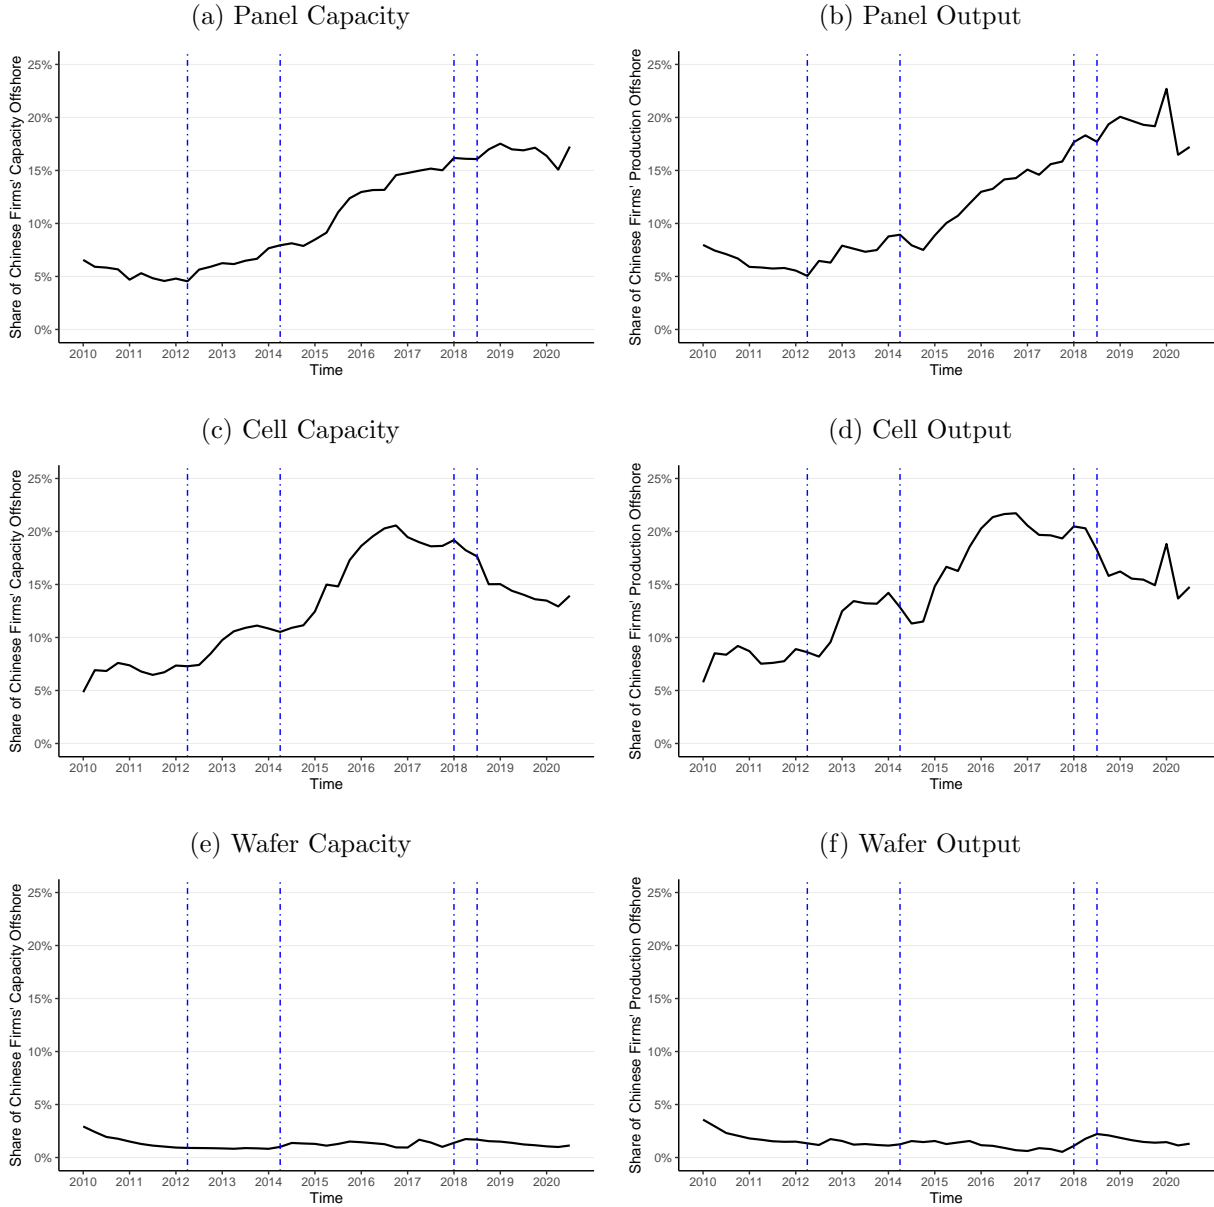 (a) Panel Capacity
Share of Chinese Firms' Capacity Offshore
25%
20%
15%
10%
5%
0%
2010 2011 2012 2013 2014 2015 2016 2017 2018 2019 2020
Time
(b) Panel Output
Share of Chinese Firms' Production Offshore
25%
20%
15%
10%
5%
0%
2010 2011 2012 2013 2014 2015 2016 2017 2018 2019 2020
Time
(c) Cell Capacity
Share of Chinese Firms' Capacity Offshore
25%
20%
15%
10%
5%
0%
2010 2011 2012 2013 2014 2015 2016 2017 2018 2019 2020
Time
(d) Cell Output
Share of Chinese Firms' Production Offshore
25%
20%
15%
10%
5%
0%
2010 2011 2012 2013 2014 2015 2016 2017 2018 2019 2020
Time
(e) Wafer Capacity
Share of Chinese Firms' Capacity Offshore
25%
20%
15%
10%
5%
0%
2010 2011 2012 2013 2014 2015 2016 2017 2018 2019 2020
Time
(f) Wafer Output
Share of Chinese Firms' Production Offshore
25%
20%
15%
10%
5%
0%
2010 2011 2012 2013 2014 2015 2016 2017 2018 2019 2020
Time